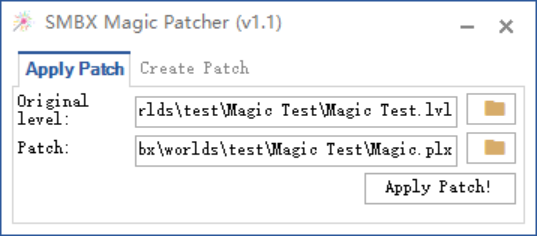 SMBX Magic Patcher (v1.1)
Apply Patch Create Patch
Original
level: rlds\test\Magic Test\Magic Test.lvl
Patch: bx\worlds\test\Magic Test\Magic.plx
Apply Patch!